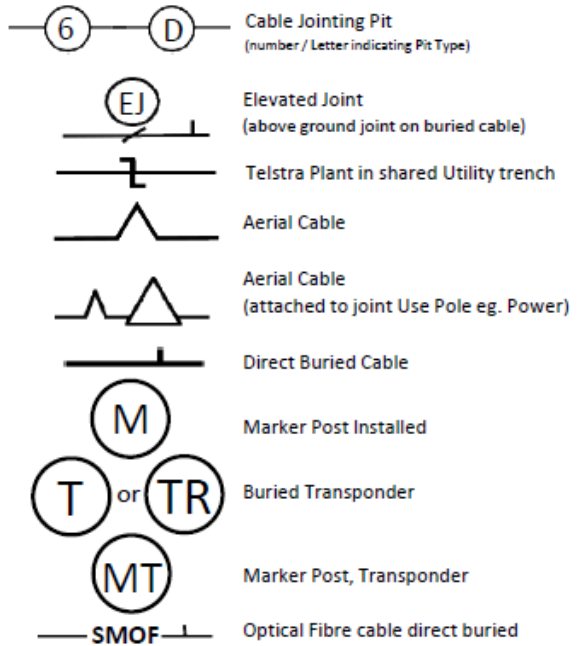 6 D Cable Jointing Pit
(number / Letter indicating Pit Type)
EJ Elevated Joint
(above ground joint on buried cable)
Telstra Plant in shared Utility trench
Aerial Cable
Aerial Cable
(attached to joint Use Pole eg. Power)
Direct Buried Cable
M Marker Post Installed
T or TR Buried Transponder
MT Marker Post, Transponder
SMOF Optical Fibre cable direct buried